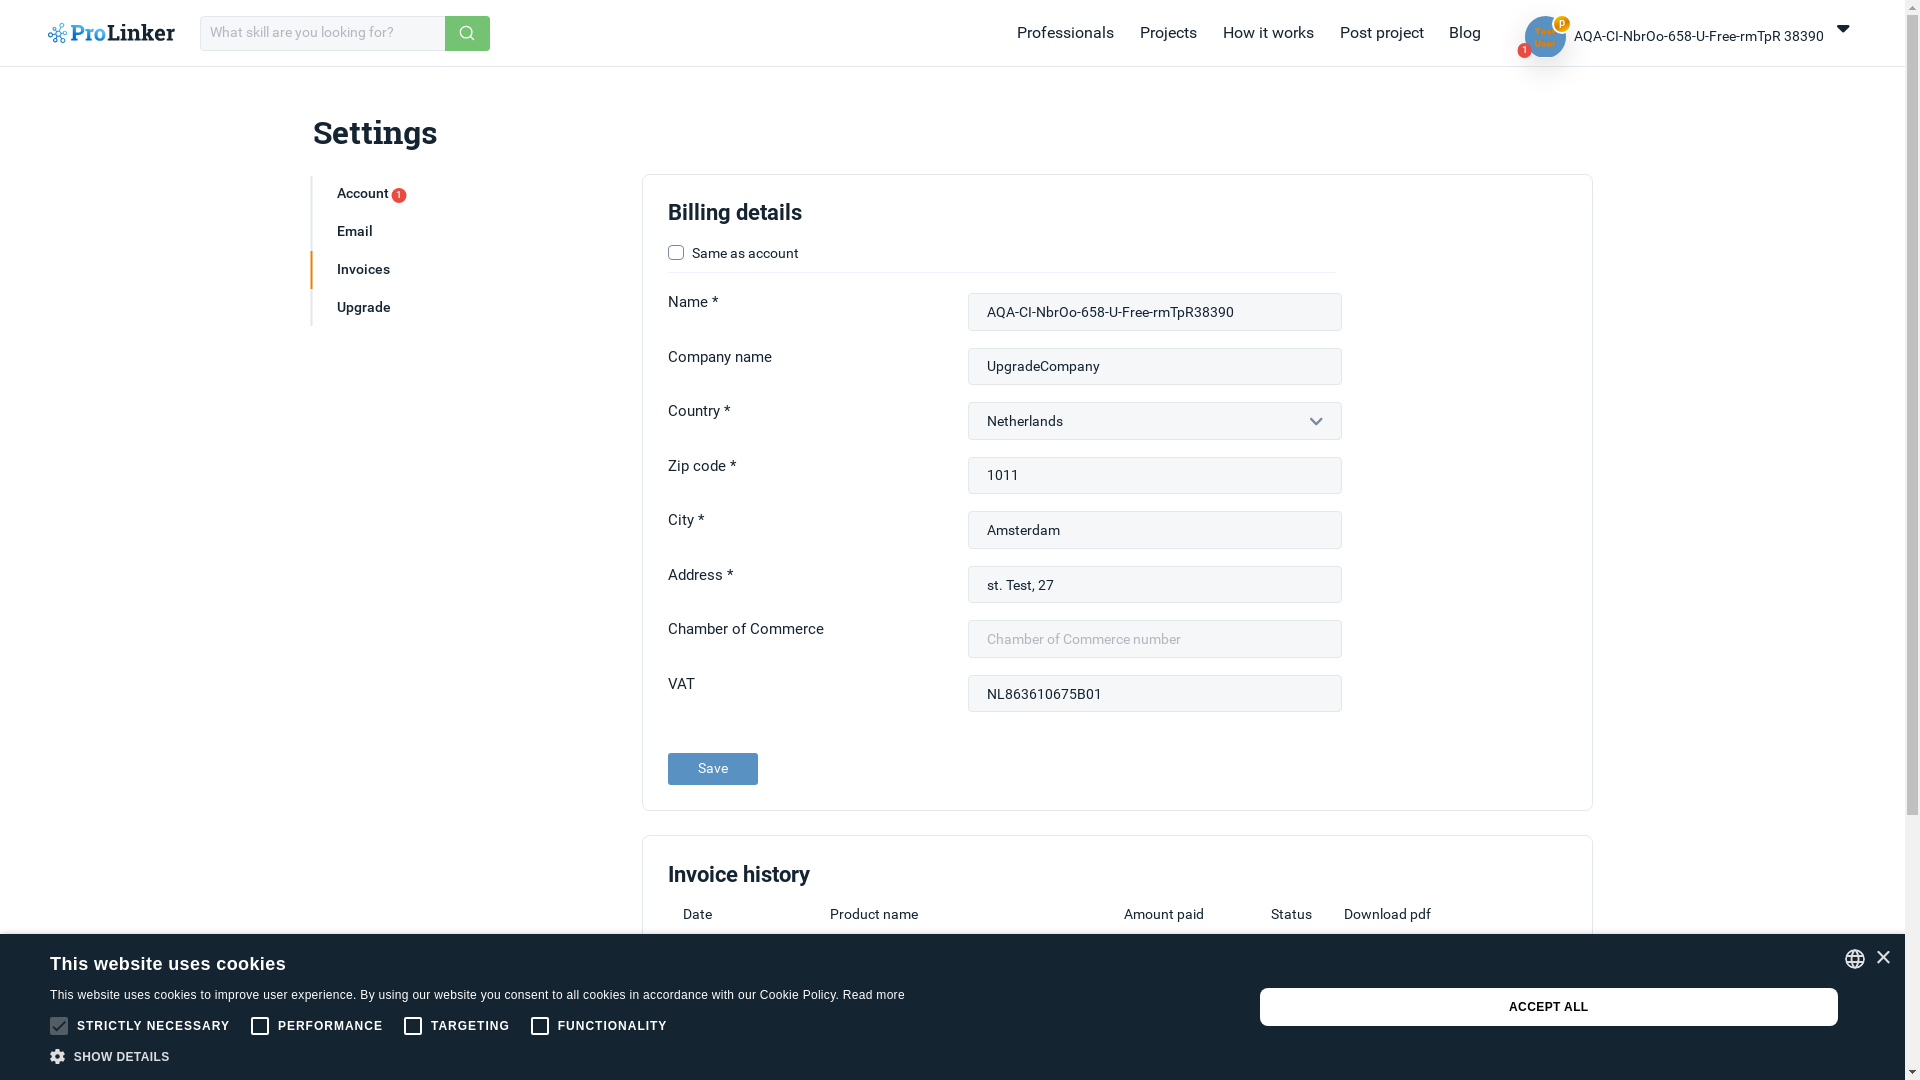 ProLinker
What skill are you looking for?
Professionals
Projects
How it works
Post project
Blog
P
Test
User
1
AQA-CI-NbrOo-658-U-Free-rmTpR 38390
Settings
Account 1
Email
Invoices
Upgrade
Billing details
Same as account
Name *
AQA-CI-NbrOo-658-U-Free-rmTpR38390
Company name
UpgradeCompany
Country *
Netherlands
Zip code *
1011
City *
Amsterdam
Address *
st. Test, 27
Chamber of Commerce
Chamber of Commerce number
VAT
NL863610675B01
Save
Invoice history
Date
Product name
Amount paid
Status
Download pdf
This website uses cookies
This website uses cookies to improve user experience. By using our website you consent to all cookies in accordance with our Cookie Policy. Read more
STRICTLY NECESSARY
PERFORMANCE
TARGETING
FUNCTIONALITY
SHOW DETAILS
ACCEPT ALL
×